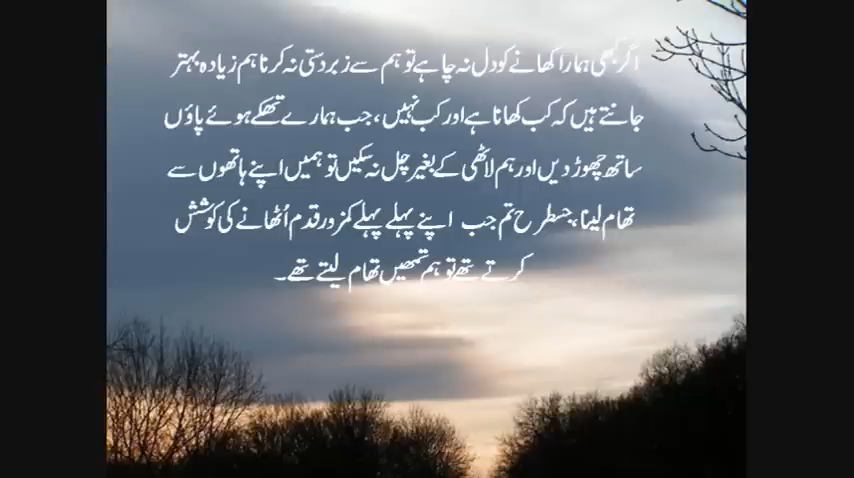 اگر کبھی ہمارا کھانے کو دل نہ چاہے تو ہم سے زبردستی نہ کرنا ہم زیادہ بہتر
جانتے ہیں کہ کب کھانا ہے اور کب نہیں، جب ہمارے تھکے ہوئے پاؤں
ساتھ چھوڑ دیں اور ہم لاٹھی کے بغیر چل نہ سکیں تو ہمیں اپنے ہاتھوں سے
تھام لینا، جسطرح تم جب اپنے پہلے پہلے کمزور قدم اُٹھانے کی کوشش
کرتے تھے تو ہم تمھیں تھام لیتے تھے۔